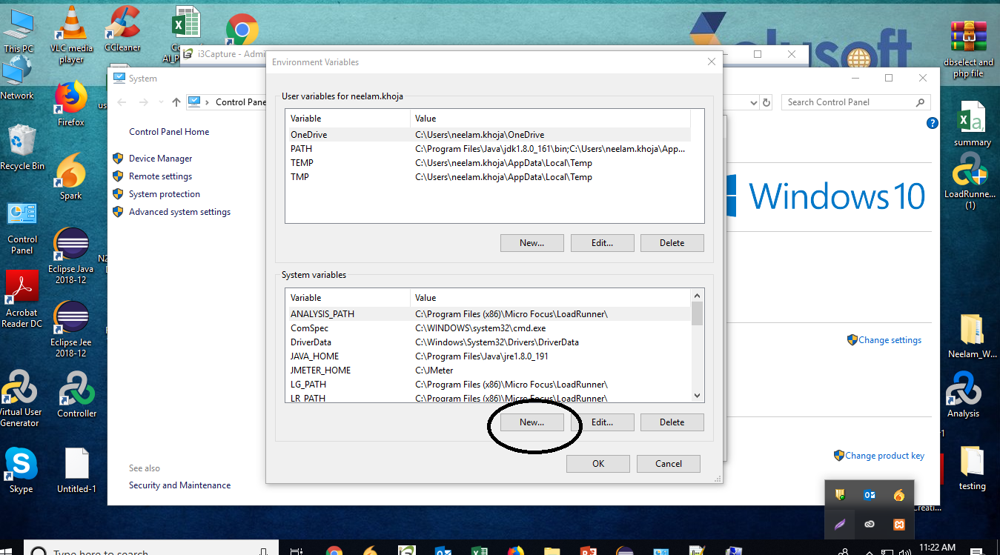 This PC
VLC media
player
CCleaner
AI_P
i3Capture - Admi
olusoft
dbselect and
php file
Network
Firefox
us
Recycle Bin
Spark
Control
Panel
Eclipse Java
2018-12
N2
Acrobat
Reader DC
Eclipse Jee
2018-12
Virtual User
Generator
Controller
Skype
Untitled-1
System
Control Pane
Search Control Panel
Control Panel Home
Device Manager
Remote settings
System protection
Advanced system settings
See also
Security and Maintenance
Environment Variables
User variables for neelam.khoja
Variable Value
OneDrive C:\Users\neelam.khoja\OneDrive
PATH C:\Program Files\Java\jdk1.8.0_161\bin;C:\Users\neelam.khoja\App...
TEMP C:\Users\neelam.khoja\AppData\Local\Temp
TMP C:\Users\neelam.khoja\AppData\Local\Temp
New... Edit... Delete
System variables
Variable Value
ANALYSIS_PATH C:\Program Files (x86)\Micro Focus\LoadRunner\
ComSpec C:\WINDOWS\system32\cmd.exe
DriverData C:\Windows\System32\Drivers\DriverData
JAVA_HOME C:\Program Files\Java\jre1.8.0_191
JMETER_HOME C:\JMeter
LG_PATH C:\Program Files (x86)\Micro Focus\LoadRunner\
LR_PATH C:\Program Files (x86)\Micro Focus\LoadRunner\
New... Edit... Delete
OK Cancel
Windows 10
Change settings
Change product key
summary
LoadRunne...
(1)
Neelam_W...
Analysis
testing
Creati...
Type here to search
11:22 AM